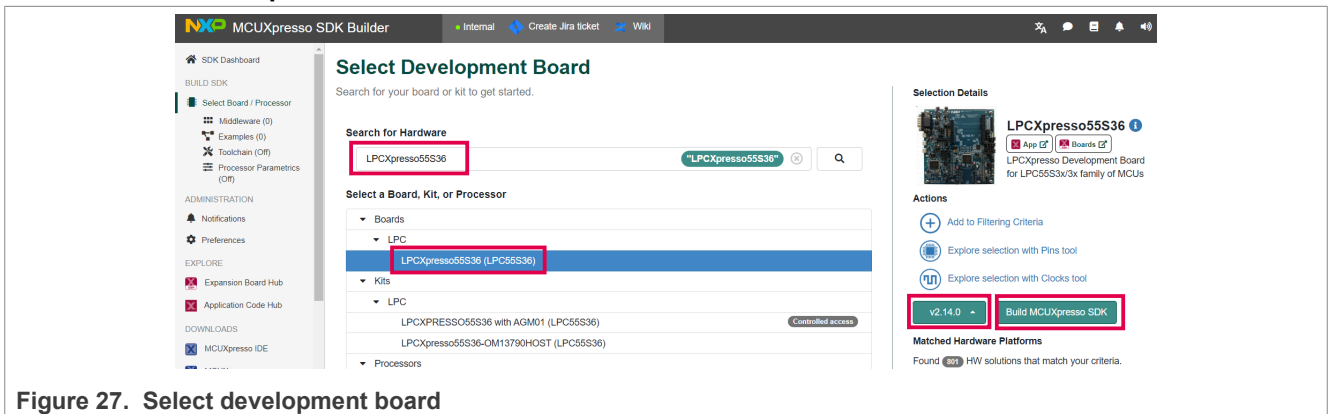 NXP MCUXpresso SDK Builder
Internal
Create Jira ticket
Wiki
SDK Dashboard
BUILD SDK
Select Board / Processor
Middleware (0)
Examples (0)
Toolchain (Off)
Processor Parametrics
(Off)
ADMINISTRATION
Notifications
Preferences
EXPLORE
Expansion Board Hub
Application Code Hub
DOWNLOADS
MCUXpresso IDE
Select Development Board
Search for your board or kit to get started.
Search for Hardware
LPCXpresso55S36
"LPCXpresso55S36"
Select a Board, Kit, or Processor
Boards
LPC
LPCXpresso55S36 (LPC55S36)
Kits
LPC
LPCXPRESSO55S36 with AGM01 (LPC55S36)
Controlled access
LPCXpresso55S36-OM13790HOST (LPC55S36)
Processors
Selection Details
LPCXpresso55S36
App
Boards
LPCXpresso Development Board
for LPC55S3x/3x family of MCUs
Actions
Add to Filtering Criteria
Explore selection with Pins tool
Explore selection with Clocks tool
v2.14.0
Build MCUXpresso SDK
Matched Hardware Platforms
Found 801 HW solutions that match your criteria.
Figure 27. Select development board